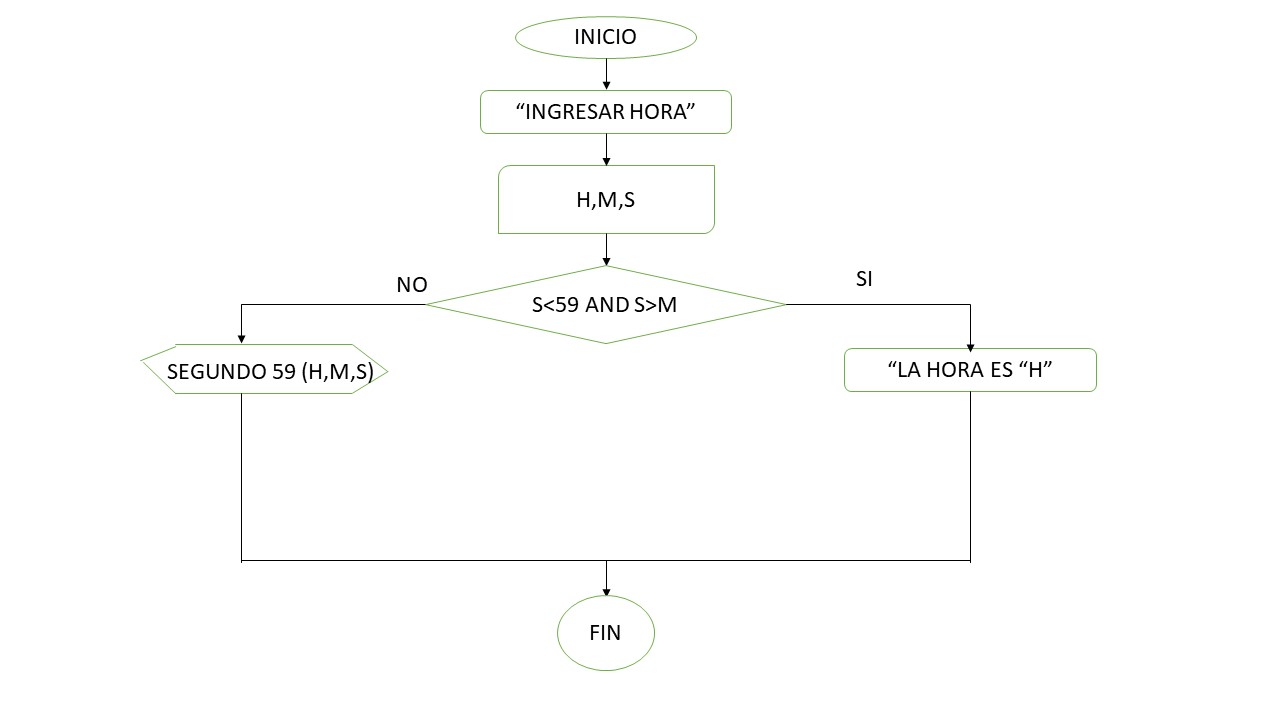 INICIO
“INGRESAR HORA”
H,M,S
NO
SI
S<59 AND S>M
SEGUNDO 59 (H,M,S)
“LA HORA ES “H”
FIN